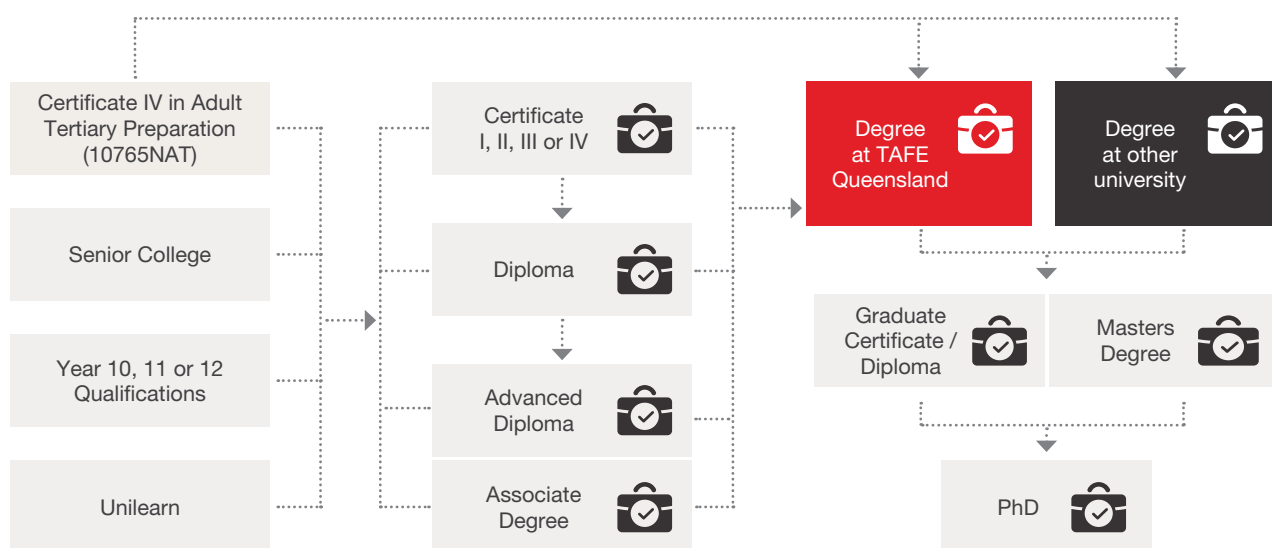 Certificate IV in Adult
Tertiary Preparation
(10765NAT)
Senior College
Year 10, 11 or 12
Qualifications
Unilearn
Certificate
I, II, III or IV
Diploma
Advanced
Diploma
Associate
Degree
Degree
at TAFE
Queensland
Degree
at other
university
Graduate
Certificate /
Diploma
Masters
Degree
PhD